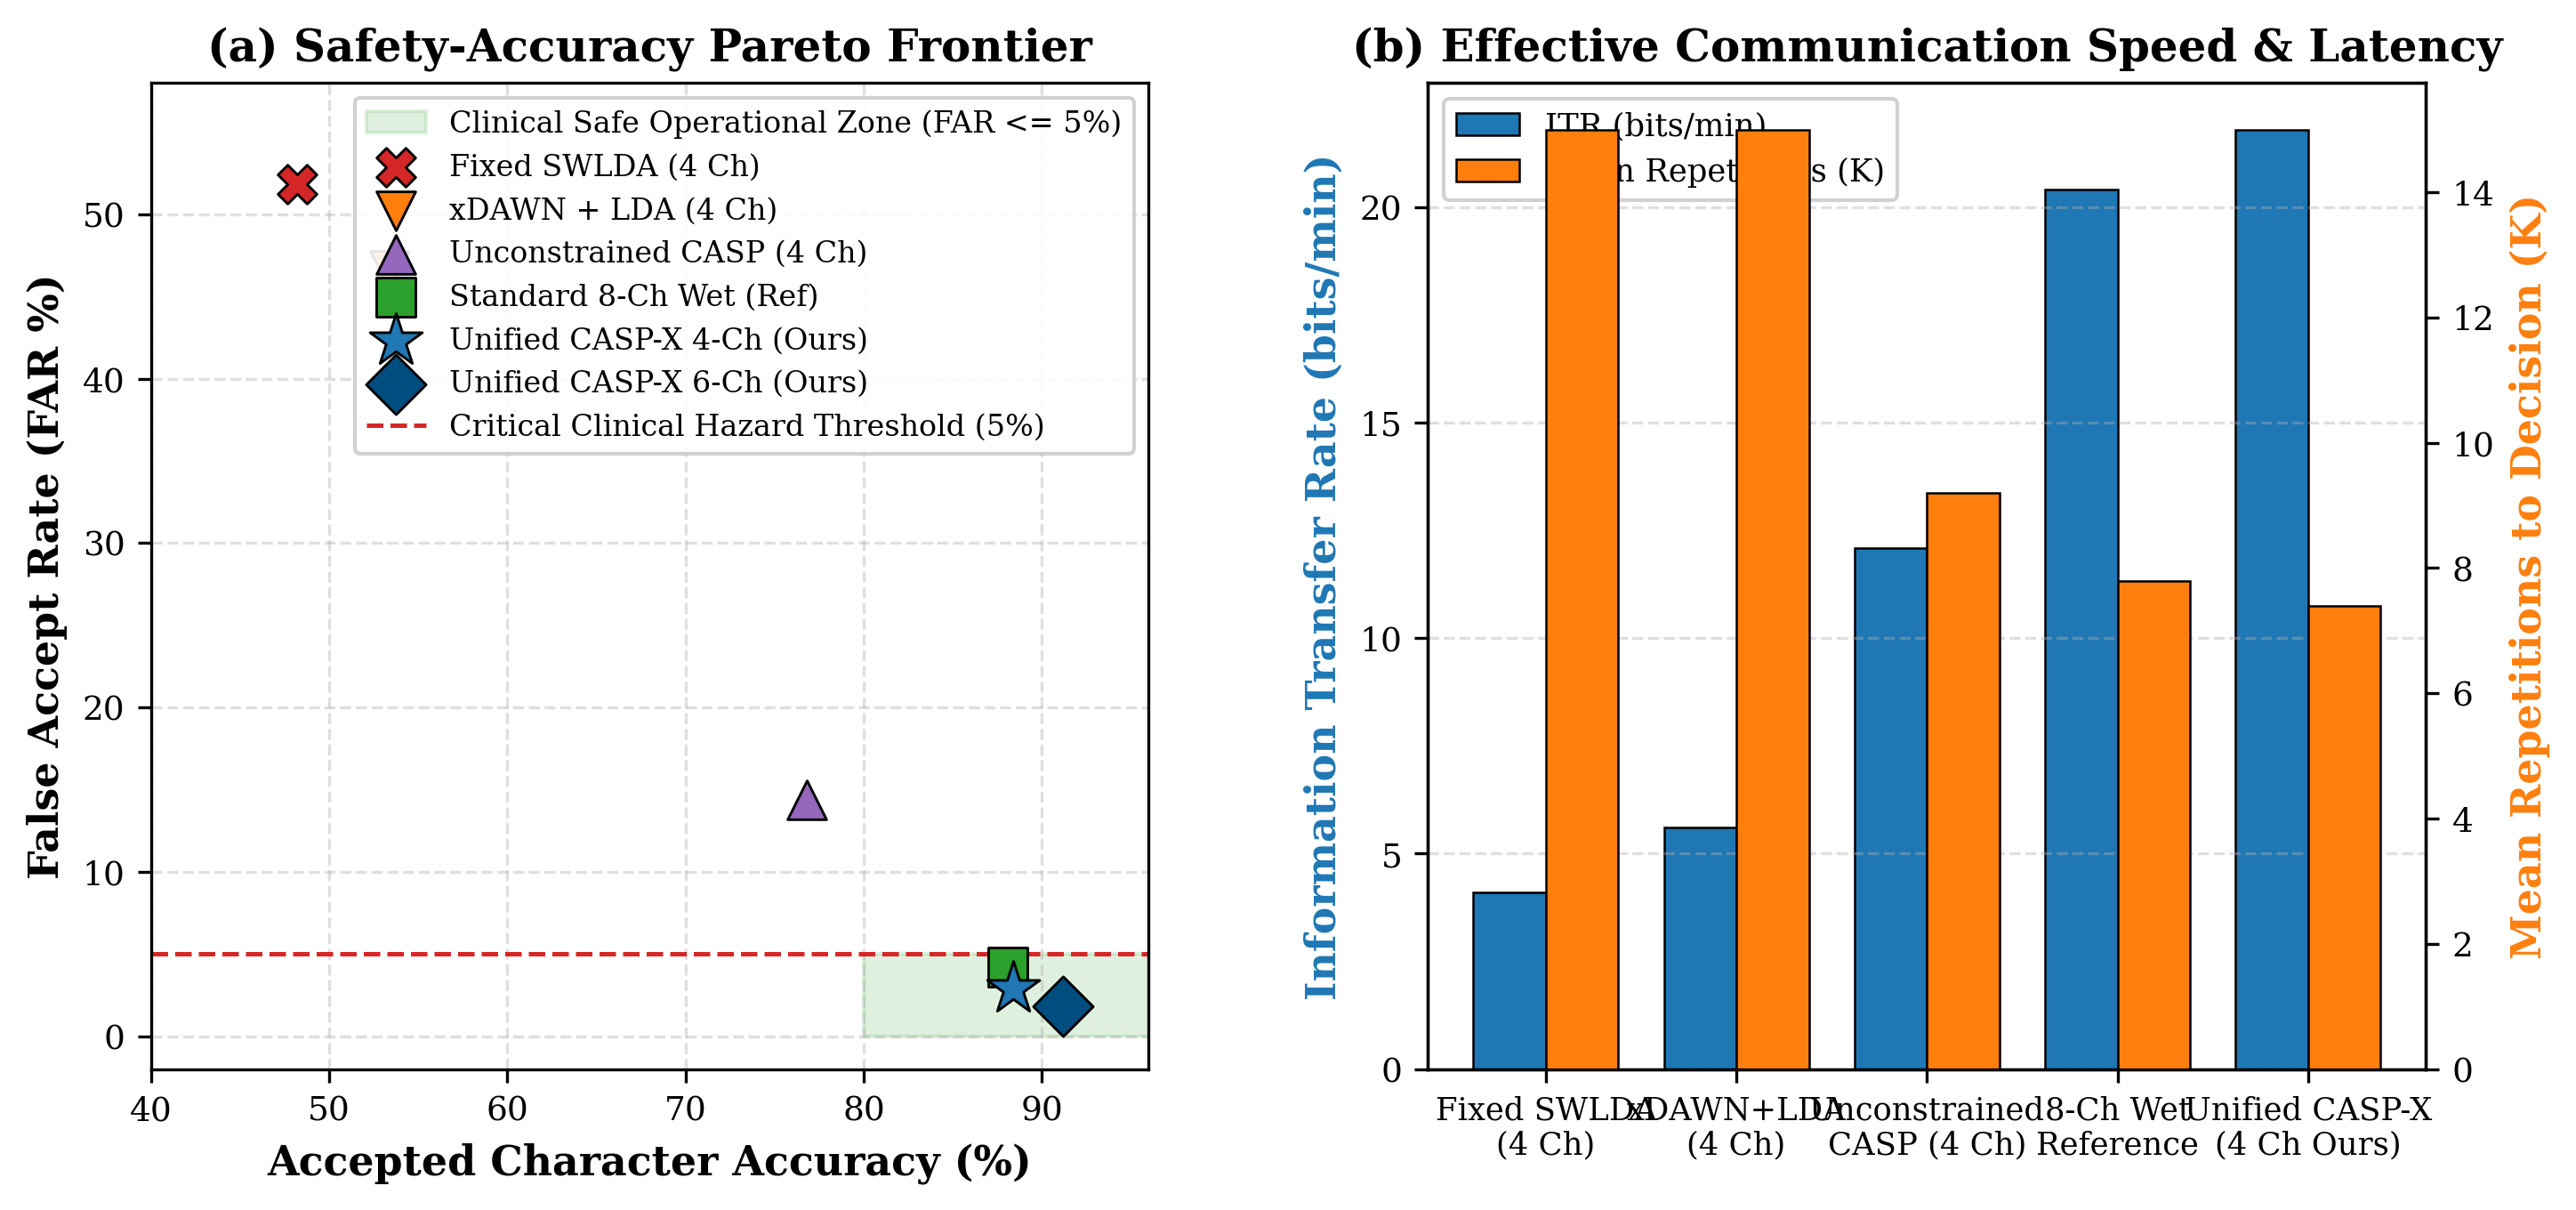 (a) Safety-Accuracy Pareto Frontier
Clinical Safe Operational Zone (FAR <= 5%)
Fixed SWLDA (4 Ch)
xDAWN + LDA (4 Ch)
Unconstrained CASP (4 Ch)
Standard 8-Ch Wet (Ref)
Unified CASP-X 4-Ch (Ours)
Unified CASP-X 6-Ch (Ours)
Critical Clinical Hazard Threshold (5%)
False Accept Rate (FAR %)
50
40
30
20
10
0
40 50 60 70 80 90
Accepted Character Accuracy (%)
(b) Effective Communication Speed & Latency
ITR (bits/min)
(K)
Information Transfer Rate (bits/min)
20
15
10
5
0
14
12
10
8
6
4
2
0
Mean Repetitions to Decision (K)
Fixed SWLDA
(4 Ch)
xDAWN+LDA
(4 Ch)
Unconstrained
CASP (4 Ch)
8-Ch Wet
Reference
Unified CASP-X
(4 Ch Ours)